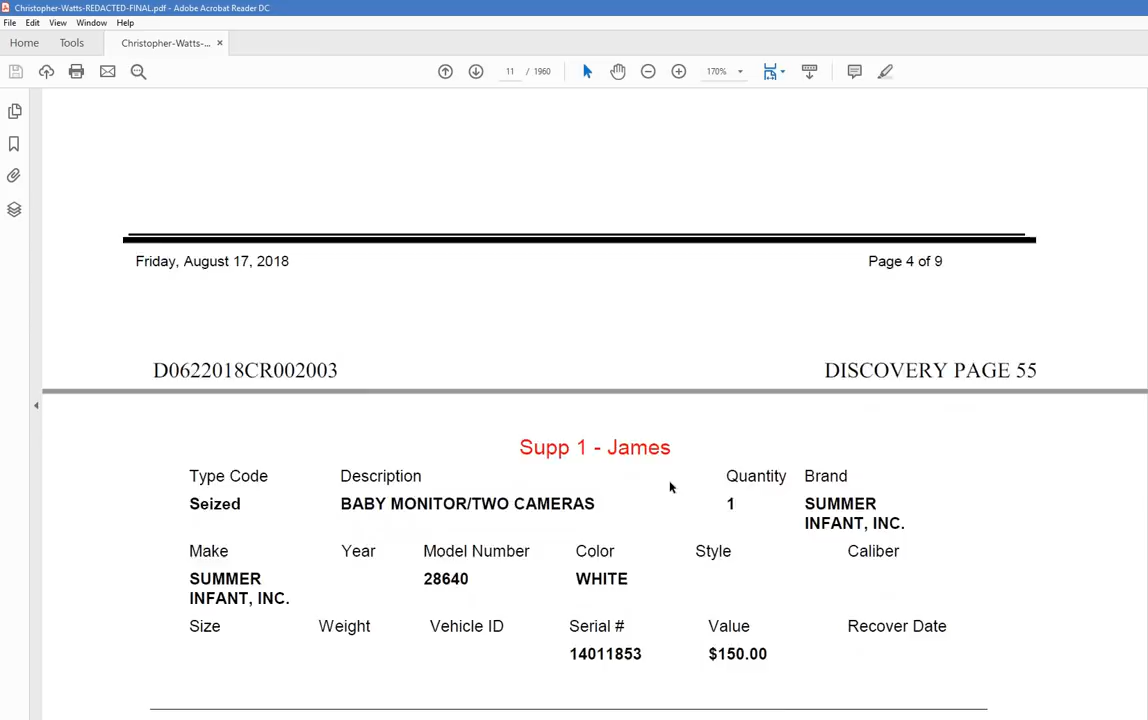 Christopher-Watts-REDACTED-FINAL.pdf - Adobe Acrobat Reader DC
File Edit View Window Help
Home Tools Christopher-Watts-... ×
11 / 1960 170%
Friday, August 17, 2018 Page 4 of 9
D0622018CR002003 DISCOVERY PAGE 55
Supp 1 - James
Type Code Description Quantity Brand
Seized BABY MONITOR/TWO CAMERAS 1 SUMMER
INFANT, INC.
Make Year Model Number Color Style Caliber
SUMMER 28640 WHITE
INFANT, INC.
Size Weight Vehicle ID Serial # Value Recover Date
14011853 $150.00